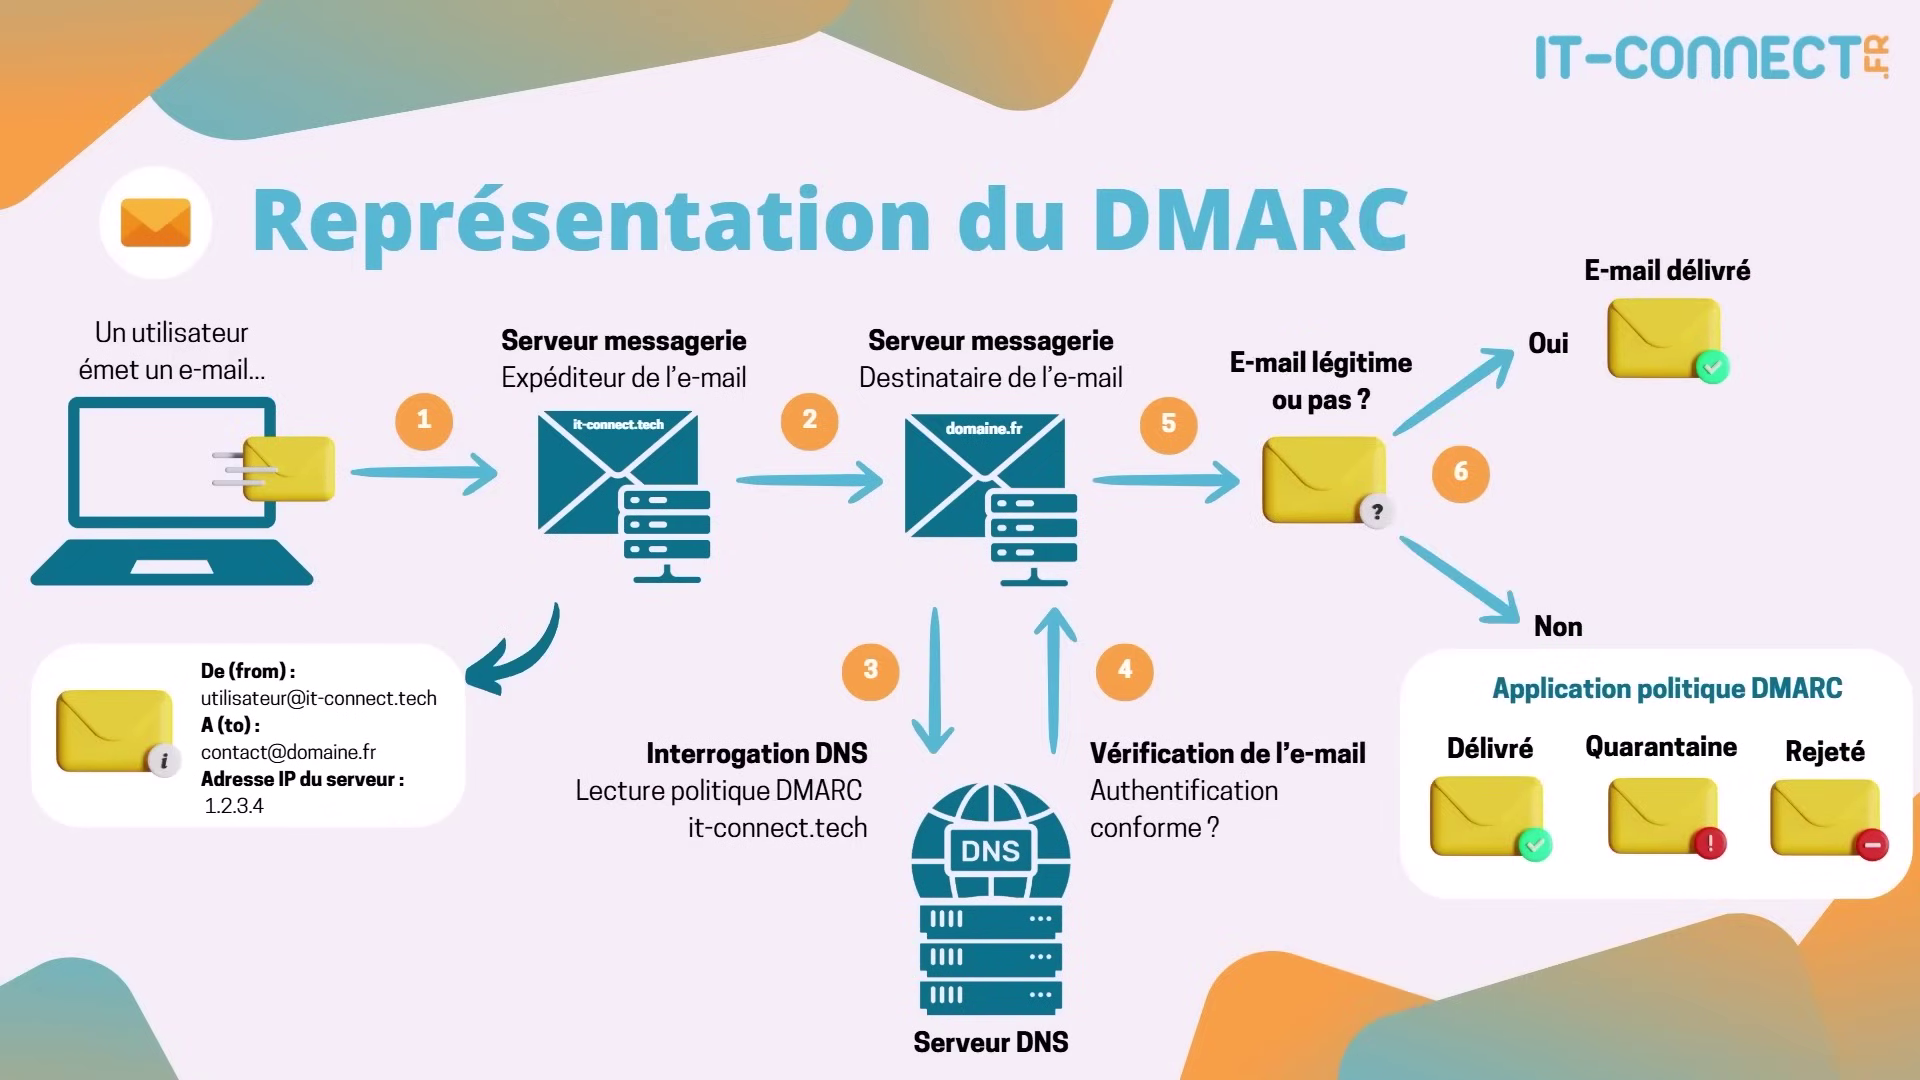 IT-CONNECT.FR
Représentation du DMARC
Un utilisateur
émet un e-mail...
1
Serveur messagerie
Expéditeur de l'e-mail
it-connect.tech
2
Serveur messagerie
Destinataire de l'e-mail
domaine.fr
5
E-mail légitime
ou pas ?
?
6
Oui
E-mail délivré
Non
De (from) :
utilisateur@it-connect.tech
A (to) :
contact@domaine.fr
Adresse IP du serveur :
1.2.3.4
i
3
Interrogation DNS
Lecture politique DMARC
it-connect.tech
4
Vérification de l'e-mail
Authentification
conforme ?
DNS
Serveur DNS
Application politique DMARC
Délivré
Quarantaine
!
Rejeté